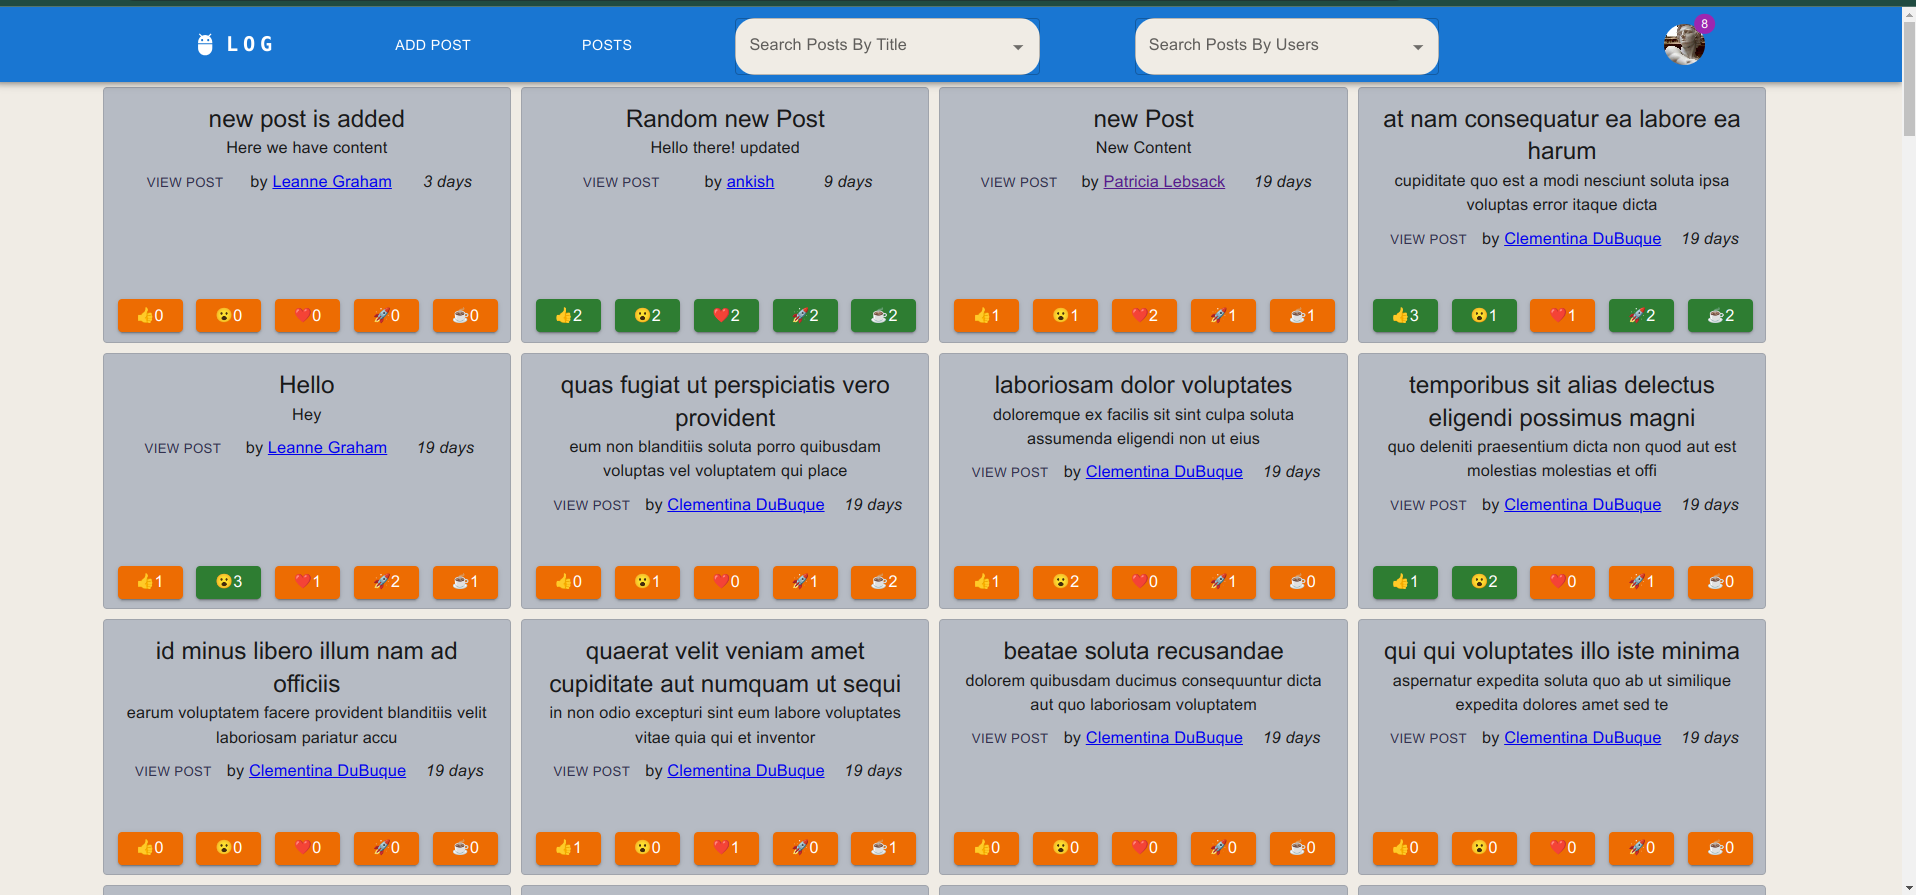 LOG
ADD POST
POSTS
Search Posts By Title
Search Posts By Users
8
new post is added
Here we have content
VIEW POST by Leanne Graham 3 days
👍0 😮0 ❤️0 🚀0 ☕0
Random new Post
Hello there! updated
VIEW POST by ankish 9 days
👍2 😮2 ❤️2 🚀2 ☕2
new Post
New Content
VIEW POST by Patricia Lebsack 19 days
👍1 😮1 ❤️2 🚀1 ☕1
at nam consequatur ea labore ea
harum
cupiditate quo est a modi nesciunt soluta ipsa
voluptas error itaque dicta
VIEW POST by Clementina DuBuque 19 days
👍3 😮1 ❤️1 🚀2 ☕2
Hello
Hey
VIEW POST by Leanne Graham 19 days
👍1 😮3 ❤️1 🚀2 ☕1
quas fugiat ut perspiciatis vero
provident
eum non blanditiis soluta porro quibusdam
voluptas vel voluptatem qui place
VIEW POST by Clementina DuBuque 19 days
👍0 😮1 ❤️0 🚀1 ☕2
laboriosam dolor voluptates
doloremque ex facilis sit sint culpa soluta
assumenda eligendi non ut eius
VIEW POST by Clementina DuBuque 19 days
👍1 😮2 ❤️0 🚀1 ☕0
temporibus sit alias delectus
eligendi possimus magni
quo deleniti praesentium dicta non quod aut est
molestias molestias et offi
VIEW POST by Clementina DuBuque 19 days
👍1 😮2 ❤️0 🚀1 ☕0
id minus libero illum nam ad
officiis
earum voluptatem facere provident blanditiis velit
laboriosam pariatur accu
VIEW POST by Clementina DuBuque 19 days
👍0 😮0 ❤️0 🚀0 ☕0
quaerat velit veniam amet
cupiditate aut numquam ut sequi
in non odio excepturi sint eum labore voluptates
vitae quia qui et inventor
VIEW POST by Clementina DuBuque 19 days
👍1 😮0 ❤️1 🚀0 ☕1
beatae soluta recusandae
dolorem quibusdam ducimus consequuntur dicta
aut quo laboriosam voluptatem
VIEW POST by Clementina DuBuque 19 days
👍0 😮0 ❤️0 🚀0 ☕0
qui qui voluptates illo iste minima
aspernatur expedita soluta quo ab ut similique
expedita dolores amet sed te
VIEW POST by Clementina DuBuque 19 days
👍0 😮0 ❤️0 🚀0 ☕0